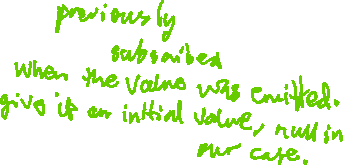 previously
subscribed
when the value was emitted.
give it an initial value, null in
our case.